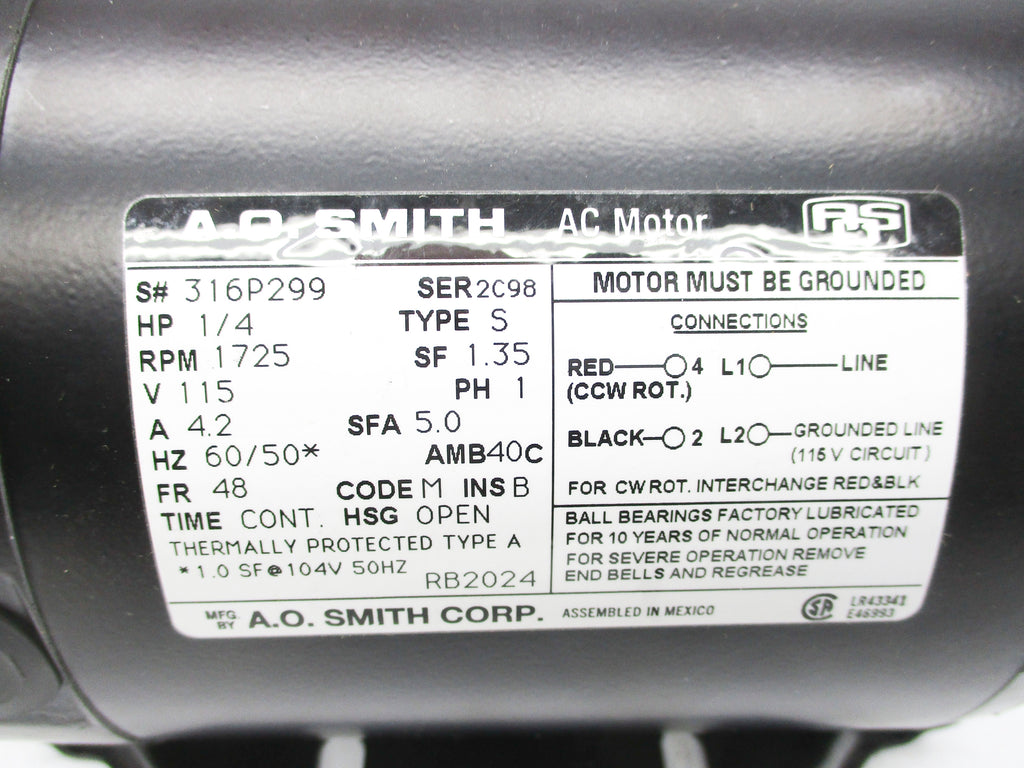 A.O. SMITH AC Motor AOS
S# 316P299 SER 2C98
HP 1/4 TYPE S
RPM 1725 SF 1.35
V 115 PH 1
A 4.2 SFA 5.0
HZ 60/50* AMB 40C
FR 48 CODE M INS B
TIME CONT. HSG OPEN
THERMALLY PROTECTED TYPE A
*1.0 SF@104V 50HZ RB2024
MOTOR MUST BE GROUNDED
CONNECTIONS
RED 4 L1 LINE
(CCW ROT.)
BLACK 2 L2 GROUNDED LINE
(115 V CIRCUIT)
FOR CW ROT. INTERCHANGE RED&BLK
BALL BEARINGS FACTORY LUBRICATED
FOR 10 YEARS OF NORMAL OPERATION
FOR SEVERE OPERATION REMOVE
END BELLS AND REGREASE
MFG. BY A.O. SMITH CORP. ASSEMBLED IN MEXICO SA LR43341
E46993